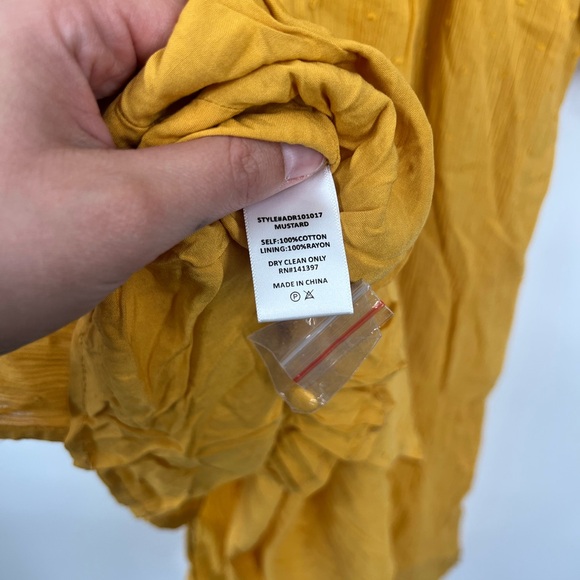 STYLE#ADR101017
MUSTARD
SELF:100%COTTON
LINING:100%RAYON
DRY CLEAN ONLY
RN#141397
MADE IN CHINA
P